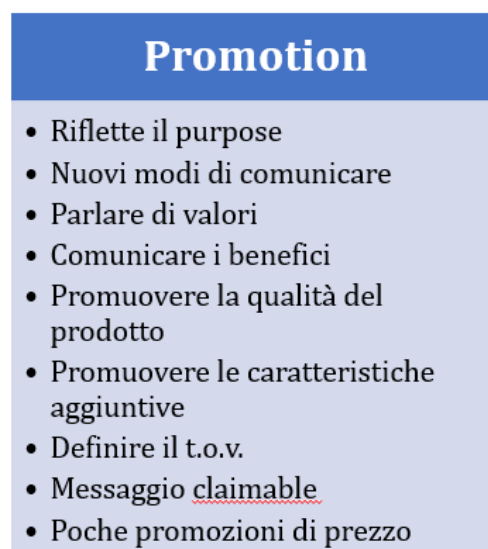 Promotion
• Riflette il purpose
• Nuovi modi di comunicare
• Parlare di valori
• Comunicare i benefici
• Promuovere la qualità del
prodotto
• Promuovere le caratteristiche
aggiuntive
• Definire il t.o.v.
• Messaggio claimable
• Poche promozioni di prezzo